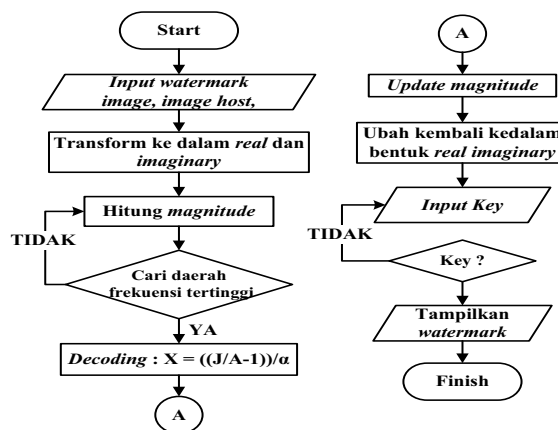 Start
Input watermark
image, image host,
Transform ke dalam real dan
imaginary
Hitung magnitude
TIDAK
Cari daerah
frekuensi tertinggi
YA
Decoding : X = ((J/A-1))/α
A
A
Update magnitude
Ubah kembali kedalam
bentuk real imaginary
Input Key
TIDAK
Key ?
Tampilkan
watermark
Finish